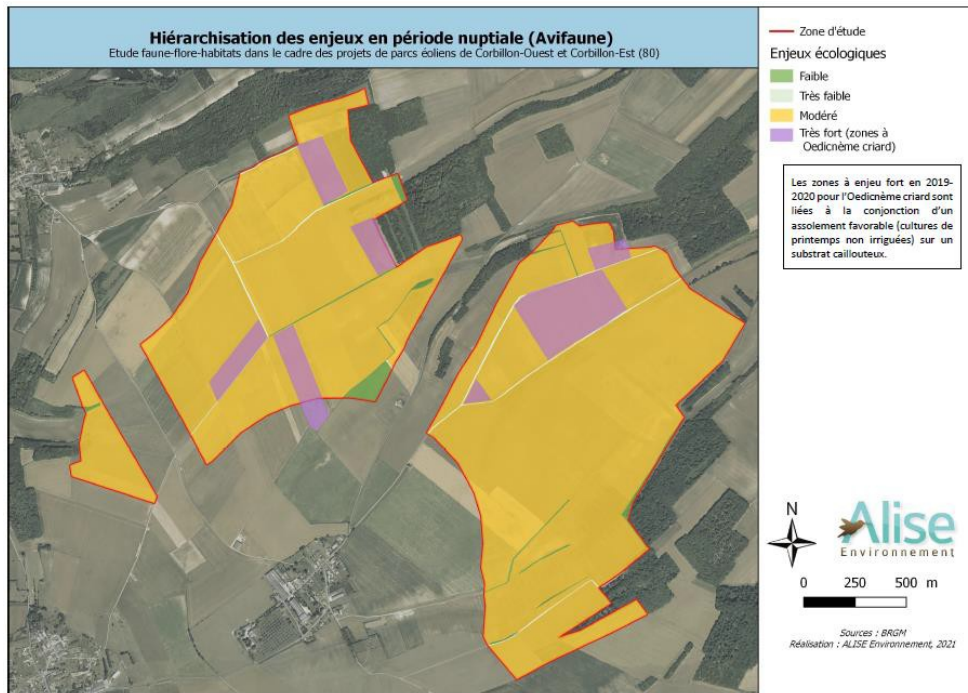 Hiérarchisation des enjeux en période nuptiale (Avifaune)
Etude faune-flore-habitats dans le cadre des projets de parcs éoliens de Corbillon-Ouest et Corbillon-Est (80)
Zone d'étude
Enjeux écologiques
Faible
Très faible
Modéré
Très fort (zones à
Oedicnème criard)
Les zones à enjeu fort en 2019-
2020 pour l'Oedicnème criard sont
liées à la conjonction d'un
assolement favorable (cultures de
printemps non irriguées) sur un
substrat caillouteux.
N
Alise
Environnement
0 250 500 m
Sources : BRGM
Réalisation : ALISE Environnement, 2021